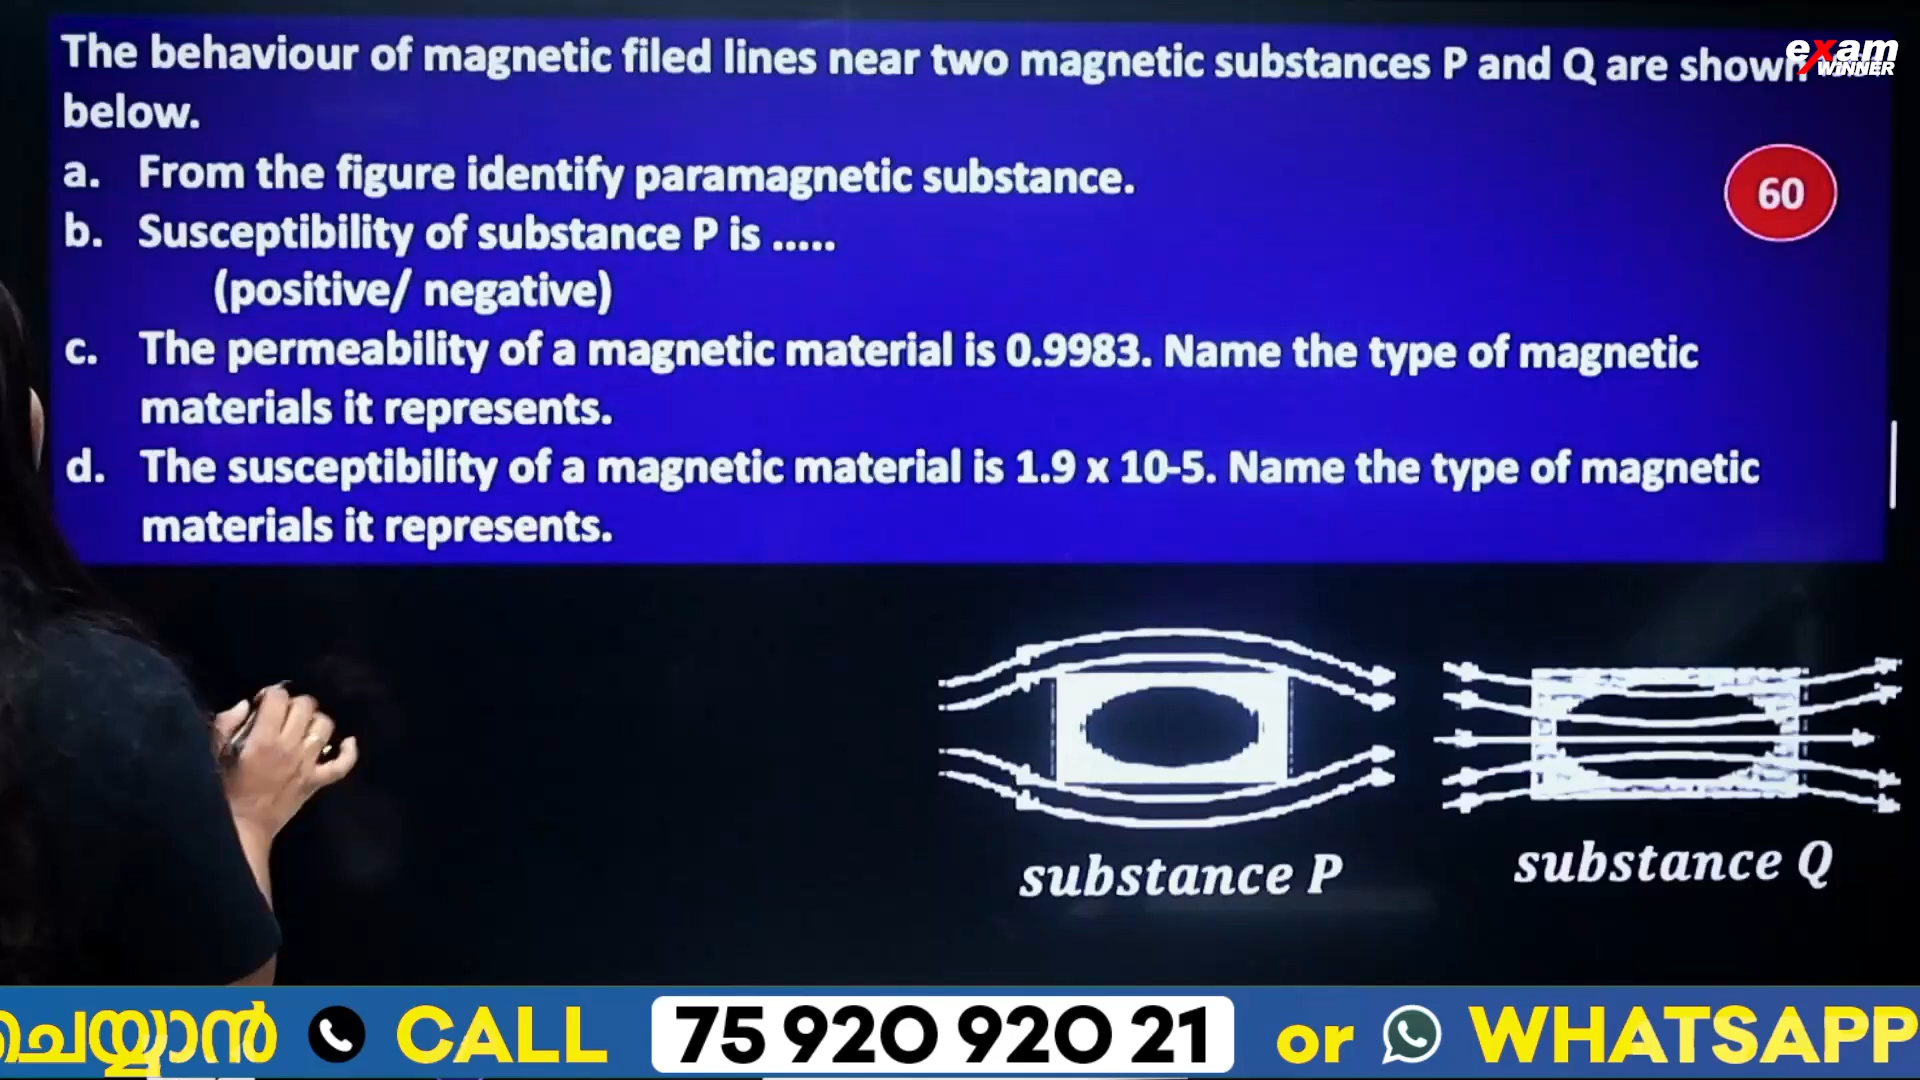 The behaviour of magnetic filed lines near two magnetic substances P and Q are shown
exam
WiNNER
below.
a. From the figure identify paramagnetic substance.
60
b. Susceptibility of substance P is .....
(positive/ negative)
c. The permeability of a magnetic material is 0.9983. Name the type of magnetic
materials it represents.
d. The susceptibility of a magnetic material is 1.9 x 10-5. Name the type of magnetic
materials it represents.
substance P
substance Q
ചെയ്യാൻ CALL 75 920 920 21 or WHATSAPP